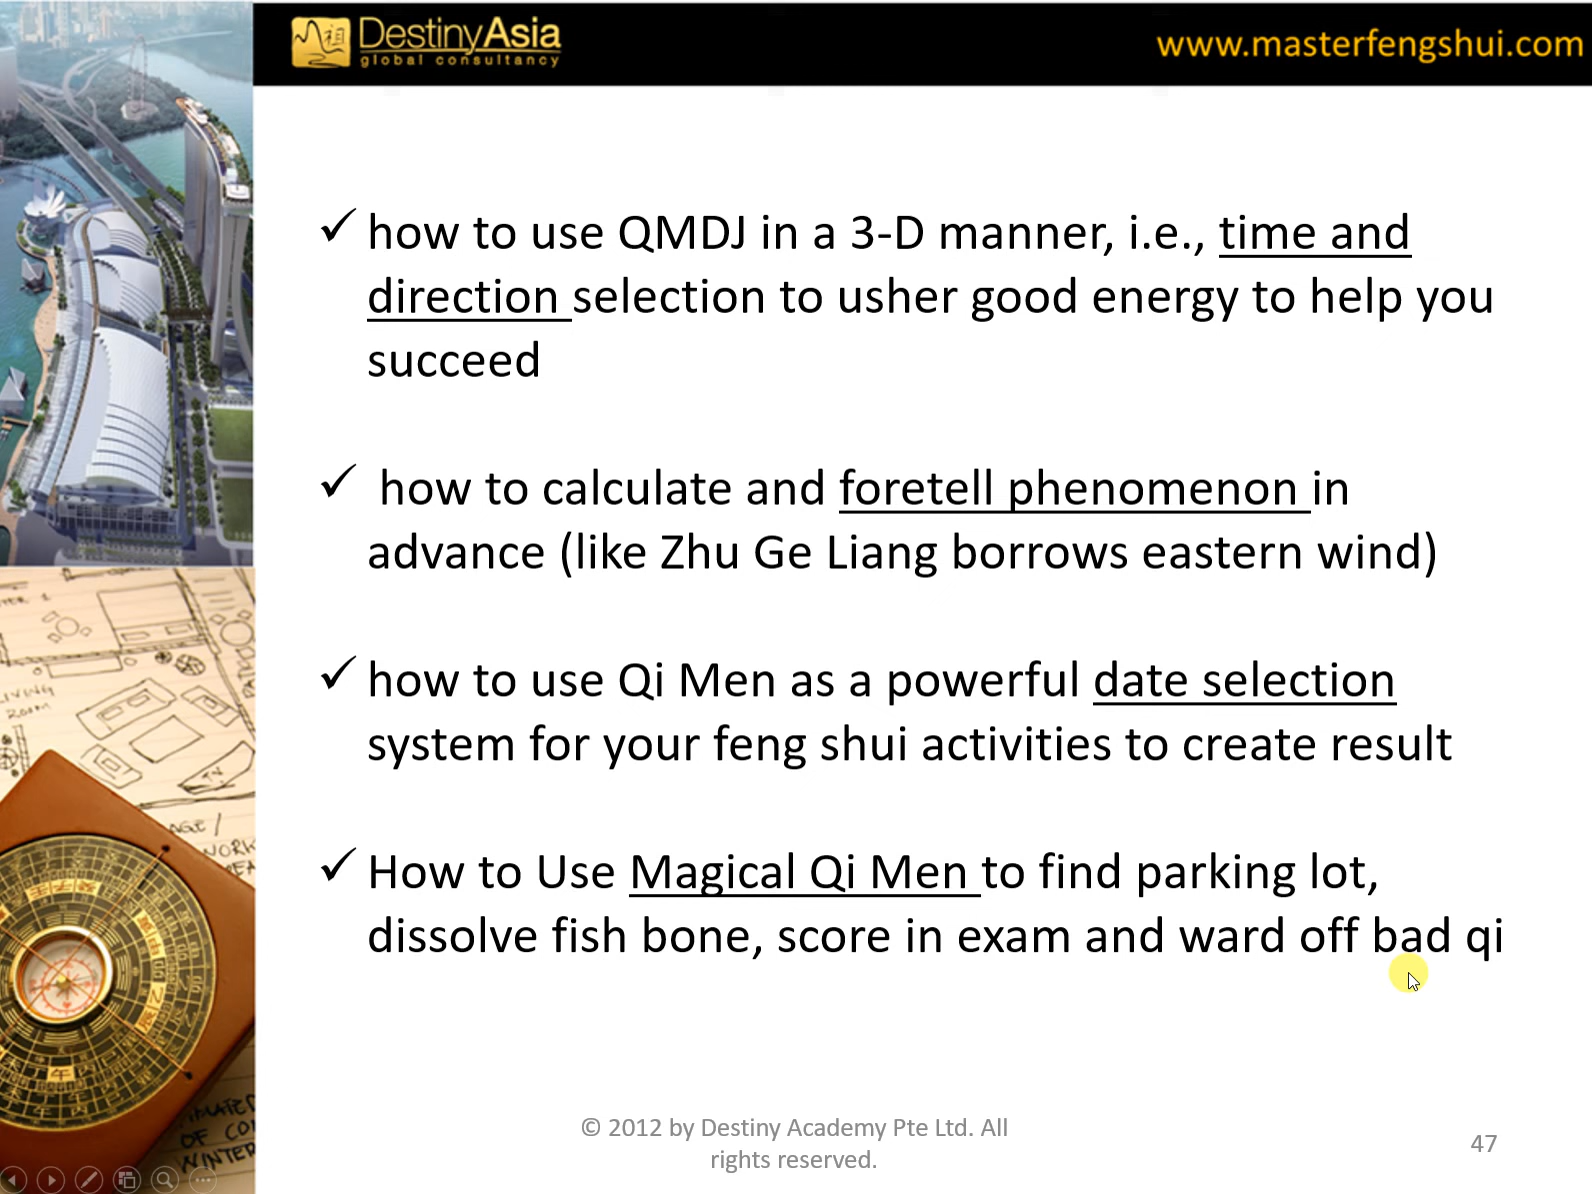 DestinyAsia
global consultancy
www.masterfengshui.com
✓ how to use QMDJ in a 3-D manner, i.e., time and
direction selection to usher good energy to help you
succeed
✓ how to calculate and foretell phenomenon in
advance (like Zhu Ge Liang borrows eastern wind)
✓ how to use Qi Men as a powerful date selection
system for your feng shui activities to create result
✓ How to Use Magical Qi Men to find parking lot,
dissolve fish bone, score in exam and ward off bad qi
LIVING
ROOM
TV
© 2012 by Destiny Academy Pte Ltd. All
rights reserved.
47